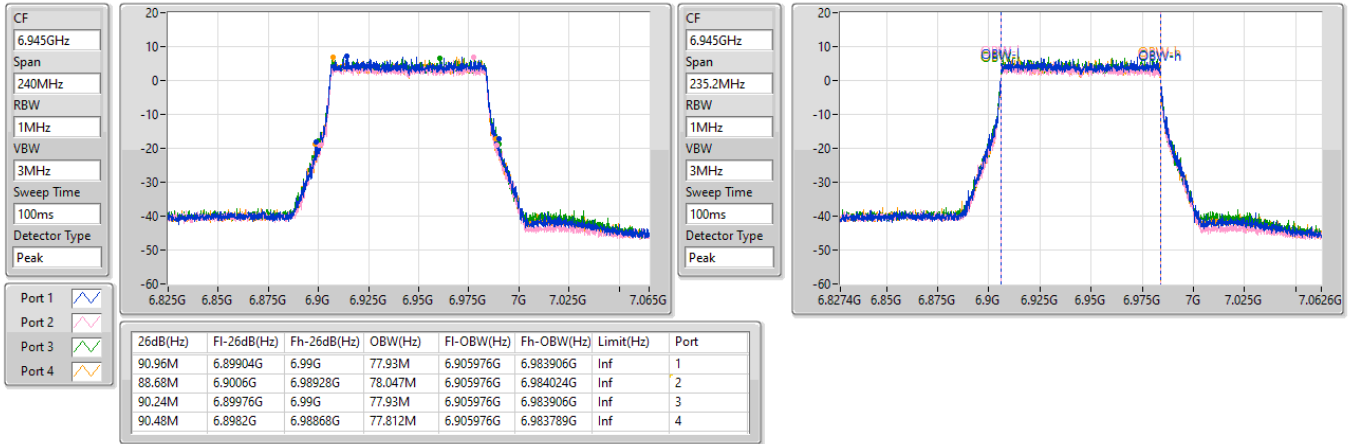 CF
6.945GHz
Span
240MHz
RBW
1MHz
VBW
3MHz
Sweep Time
100ms
Detector Type
Peak
20
10
0
-10
-20
-30
-40
-50
-60
6.825G 6.85G 6.875G 6.9G 6.925G 6.95G 6.975G 7G 7.025G 7.065G
CF
6.945GHz
Span
235.2MHz
RBW
1MHz
VBW
3MHz
Sweep Time
100ms
Detector Type
Peak
20
10
0
-10
-20
-30
-40
-50
-60
OBW-l OBW-h
6.8274G 6.85G 6.875G 6.9G 6.925G 6.95G 6.975G 7G 7.025G 7.0626G
Port 1
Port 2
Port 3
Port 4
26dB(Hz) Fl-26dB(Hz) Fh-26dB(Hz) OBW(Hz) Fl-OBW(Hz) Fh-OBW(Hz) Limit(Hz) Port
90.96M 6.89904G 6.99G 77.93M 6.905976G 6.983906G Inf 1
88.68M 6.9006G 6.98928G 78.047M 6.905976G 6.984024G Inf 2
90.24M 6.89976G 6.99G 77.93M 6.905976G 6.983906G Inf 3
90.48M 6.8982G 6.98868G 77.812M 6.905976G 6.983789G Inf 4